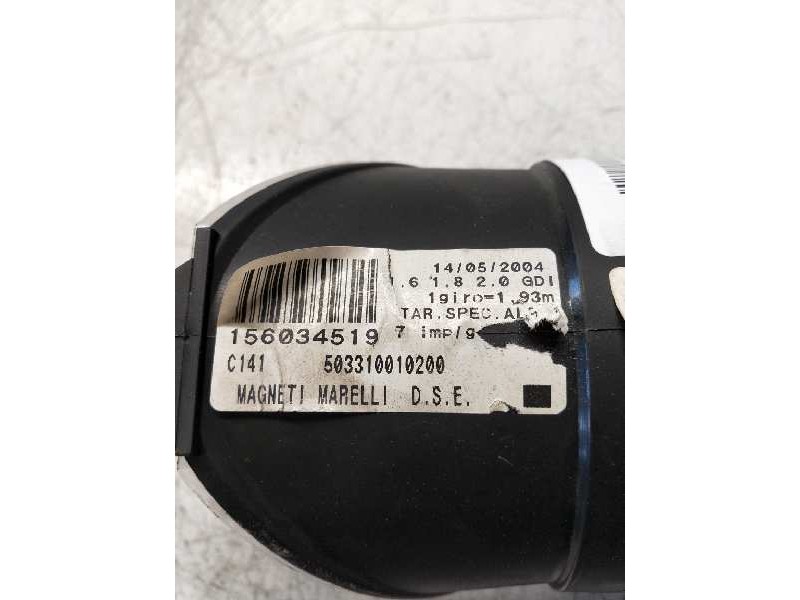 14/05/2004
1.6 1.8 2.0 GDI
1giro=1,93m
TAR.SPEC.
156034519 7 imp/g
C141 503310010200
MAGNETI MARELLI D.S.E.